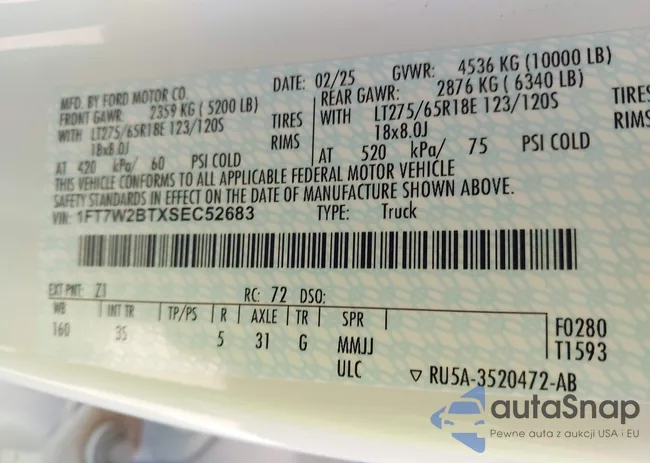 MFD. BY FORD MOTOR CO. DATE: 02/25 GVWR: 4536 KG (10000 LB)
FRONT GAWR: 2359 KG ( 5200 LB) REAR GAWR: 2876 KG ( 6340 LB)
WITH LT275/65R18E 123/120S TIRES WITH LT275/65R18E 123/120S TIRES
18x8.0J RIMS 18x8.0J RIMS
AT 420 kPa/ 60 PSI COLD AT 520 kPa/ 75 PSI COLD
THIS VEHICLE CONFORMS TO ALL APPLICABLE FEDERAL MOTOR VEHICLE
SAFETY STANDARDS IN EFFECT ON THE DATE OF MANUFACTURE SHOWN ABOVE.
VIN: 1FT7W2BTXSEC52683 TYPE: Truck
EXT PNT: Z1 RC: 72 DSO:
WB INT TR TP/PS R AXLE TR SPR F0280
160 3S 5 31 G MMJJ T1593
ULC ▽ RU5A-3520472-AB
autaSnap
Pewne auta z aukcji USA i EU